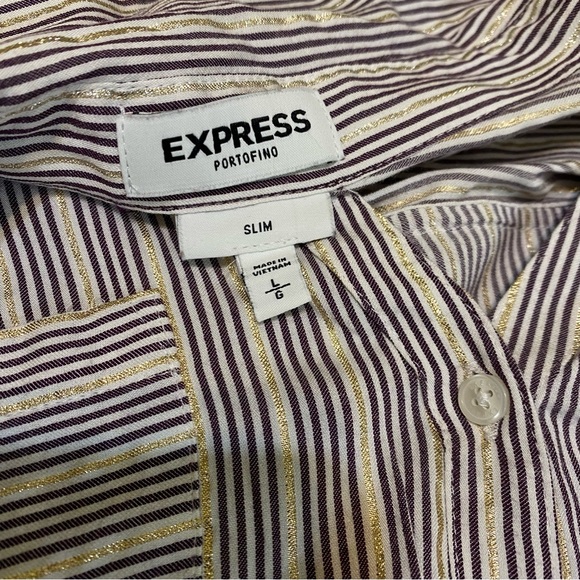 EXPRESS
PORTOFINO
SLIM
MADE IN
VIETNAM
L
G